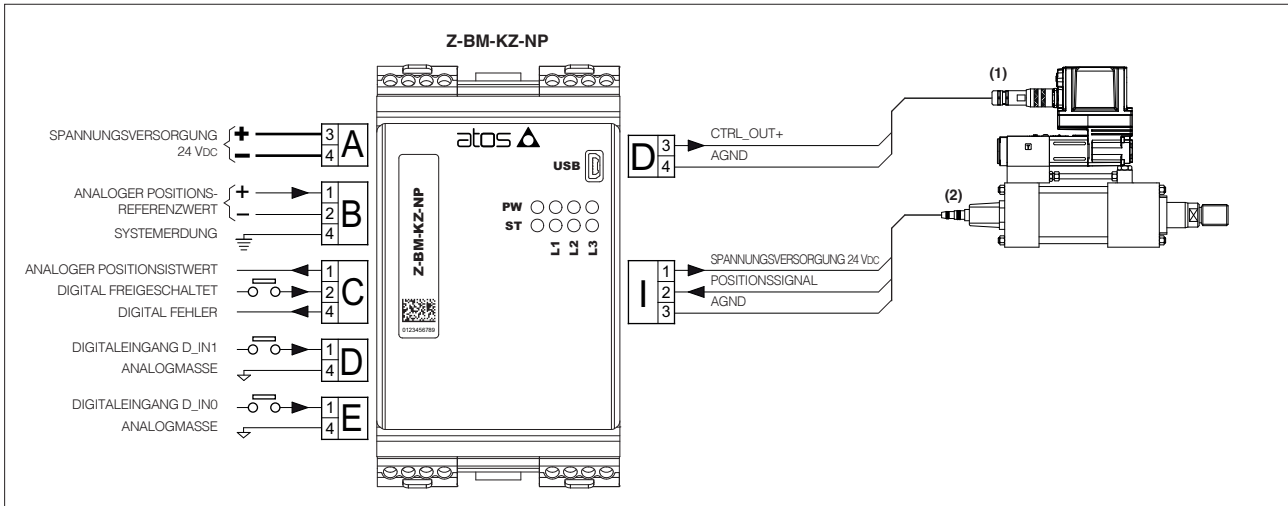 Z-BM-KZ-NP
SPANNUNGSVERSORGUNG
24 VDC
+
−
3
4
A
ANALOGER POSITIONS-
REFERENZWERT
SYSTEMERDUNG
+
−
1
2
4
B
ANALOGER POSITIONSISTWERT
DIGITAL FREIGESCHALTET
DIGITAL FEHLER
1
2
4
C
DIGITALEINGANG D_IN1
ANALOGMASSE
1
4
D
DIGITALEINGANG D_IN0
ANALOGMASSE
1
4
E
atos
USB
PW
ST
L1
L2
L3
Z-BM-KZ-NP
0123456789
D
3
4
CTRL_OUT+
AGND
(1)
I
1
2
3
SPANNUNGSVERSORGUNG 24 VDC
POSITIONSSIGNAL
AGND
(2)